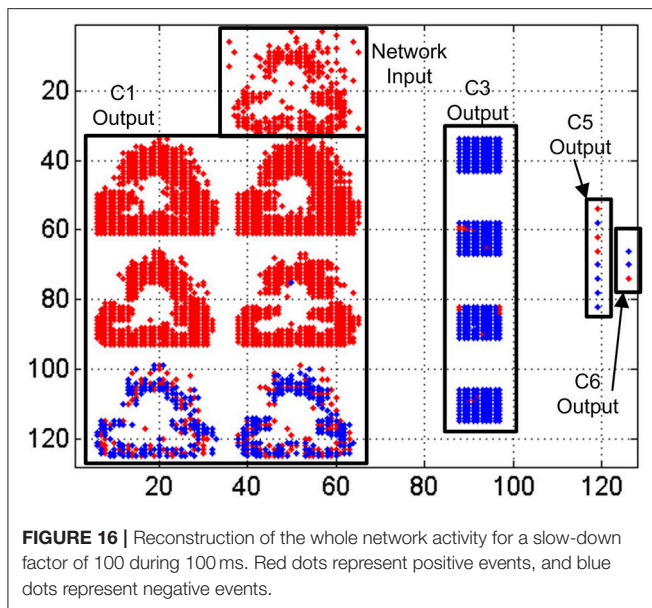 Network
Input
C1
Output
C3
Output
C5
Output
C6
Output
20
40
60
80
100
120
20
40
60
80
100
120
FIGURE 16 | Reconstruction of the whole network activity for a slow-down
factor of 100 during 100 ms. Red dots represent positive events, and blue
dots represent negative events.